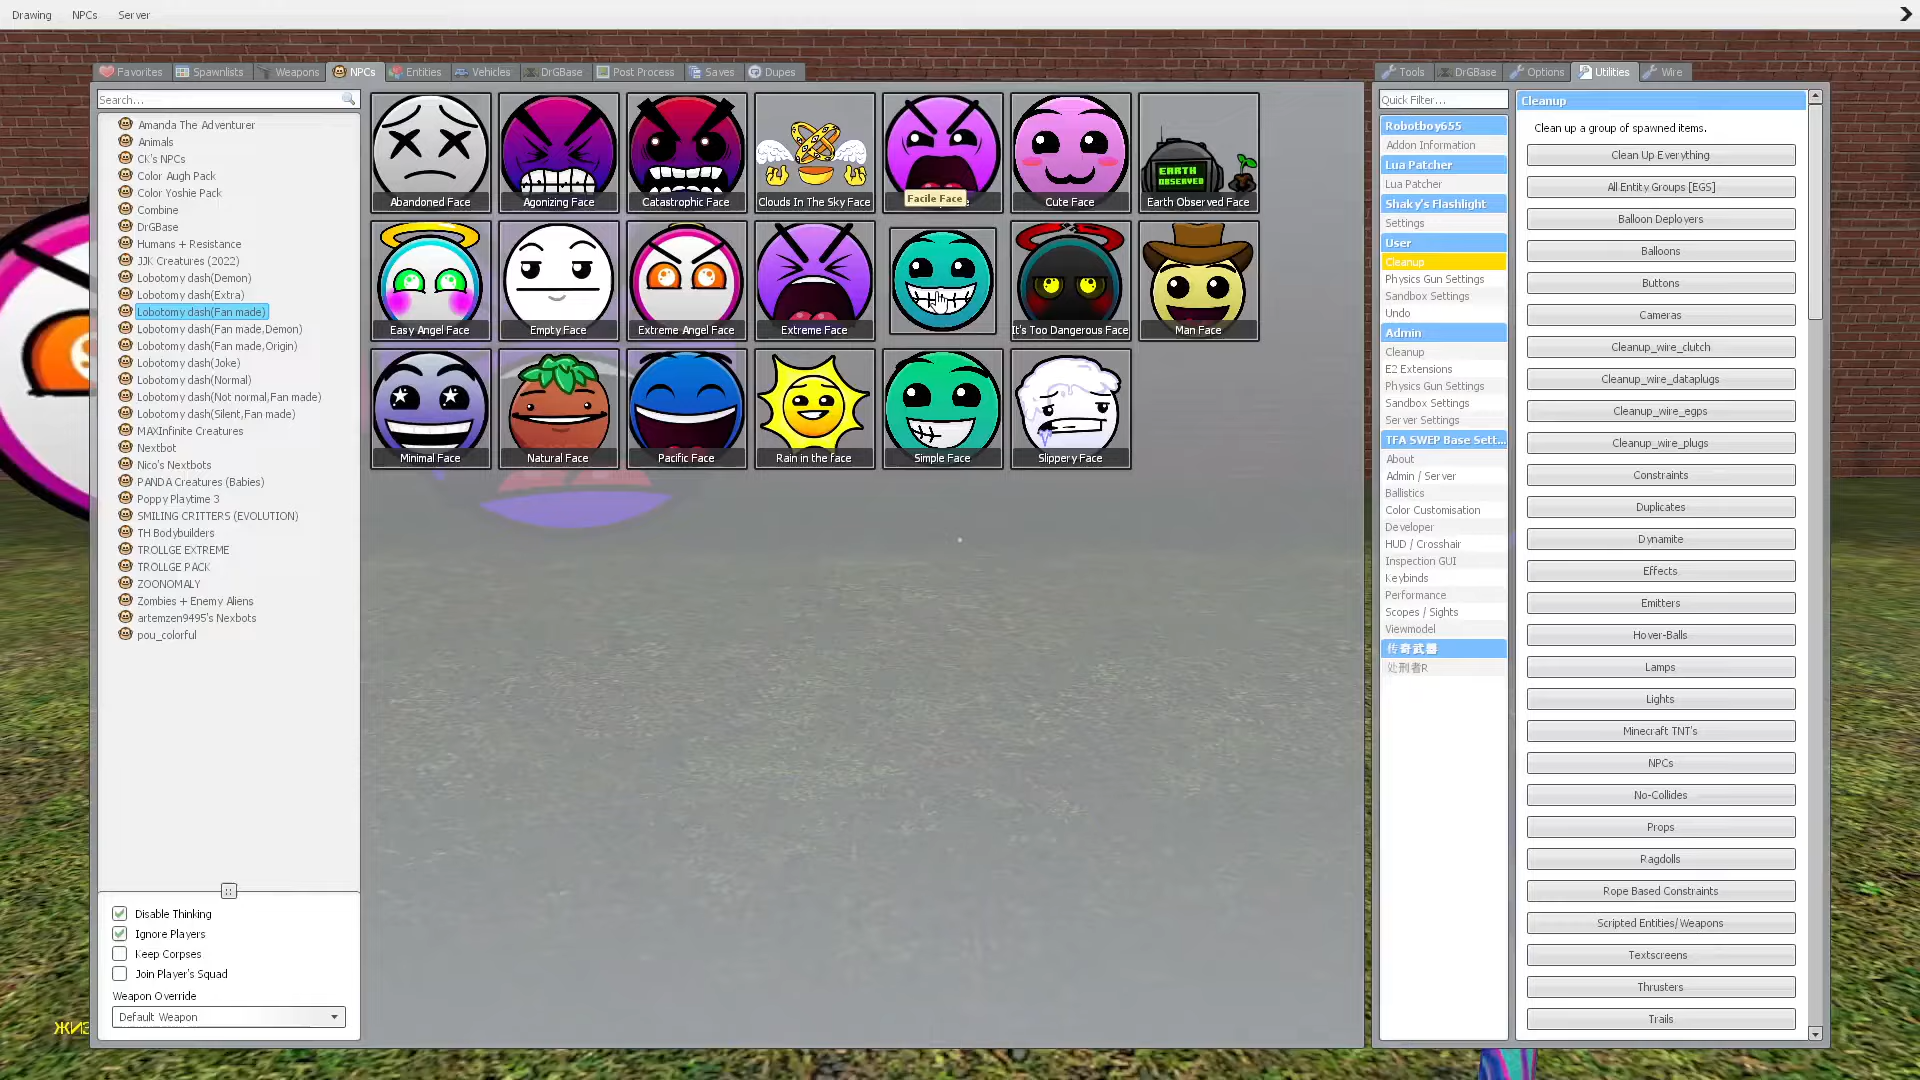 Drawing NPCs Server
Favorites Spawnlists Weapons NPCs Entities Vehicles DrGBase Post Process Saves Dupes
Search...
Amanda The Adventurer
Animals
Ck's NPCs
Color Augh Pack
Color Yoshie Pack
Combine
DrGBase
Humans + Resistance
JJK Creatures (2022)
Lobotomy dash(Demon)
Lobotomy dash(Extra)
Lobotomy dash(Fan made)
Lobotomy dash(Fan made,Demon)
Lobotomy dash(Fan made,Origin)
Lobotomy dash(Joke)
Lobotomy dash(Normal)
Lobotomy dash(Not normal,Fan made)
Lobotomy dash(Silent,Fan made)
MAXInfinite Creatures
Nextbot
Nico's Nextbots
PANDA Creatures (Babies)
Poppy Playtime 3
SMILING CRITTERS (EVOLUTION)
TH Bodybuilders
TROLLGE EXTREME
TROLLGE PACK
ZOONOMALY
Zombies + Enemy Aliens
artemzen9495's Nexbots
pou_colorful
Disable Thinking
Ignore Players
Keep Corpses
Join Player's Squad
Weapon Override
Default Weapon
ЖИЗ
Abandoned Face
Agonizing Face
Catastrophic Face
Clouds In The Sky Face
Facile Face
Cute Face
EARTH
OBSERVED
Earth Observed Face
Easy Angel Face
Empty Face
Extreme Angel Face
Extreme Face
It's Too Dangerous Face
Man Face
Minimal Face
Natural Face
Pacific Face
Rain in the face
Simple Face
Slippery Face
Tools DrGBase Options Utilities Wire
Quick Filter...
Robotboy655
Addon Information
Lua Patcher
Lua Patcher
Shaky's Flashlight
Settings
User
Cleanup
Physics Gun Settings
Sandbox Settings
Undo
Admin
Cleanup
E2 Extensions
Physics Gun Settings
Sandbox Settings
Server Settings
TFA SWEP Base Sett...
About
Admin / Server
Ballistics
Color Customisation
Developer
HUD / Crosshair
Inspection GUI
Keybinds
Performance
Scopes / Sights
Viewmodel
传奇武器
处刑者R
Cleanup
Clean up a group of spawned items.
Clean Up Everything
All Entity Groups [EGS]
Balloon Deployers
Balloons
Buttons
Cameras
Cleanup_wire_clutch
Cleanup_wire_dataplugs
Cleanup_wire_egps
Cleanup_wire_plugs
Constraints
Duplicates
Dynamite
Effects
Emitters
Hover-Balls
Lamps
Lights
Minecraft TNT's
NPCs
No-Collides
Props
Ragdolls
Rope Based Constraints
Scripted Entities/Weapons
Textscreens
Thrusters
Trails